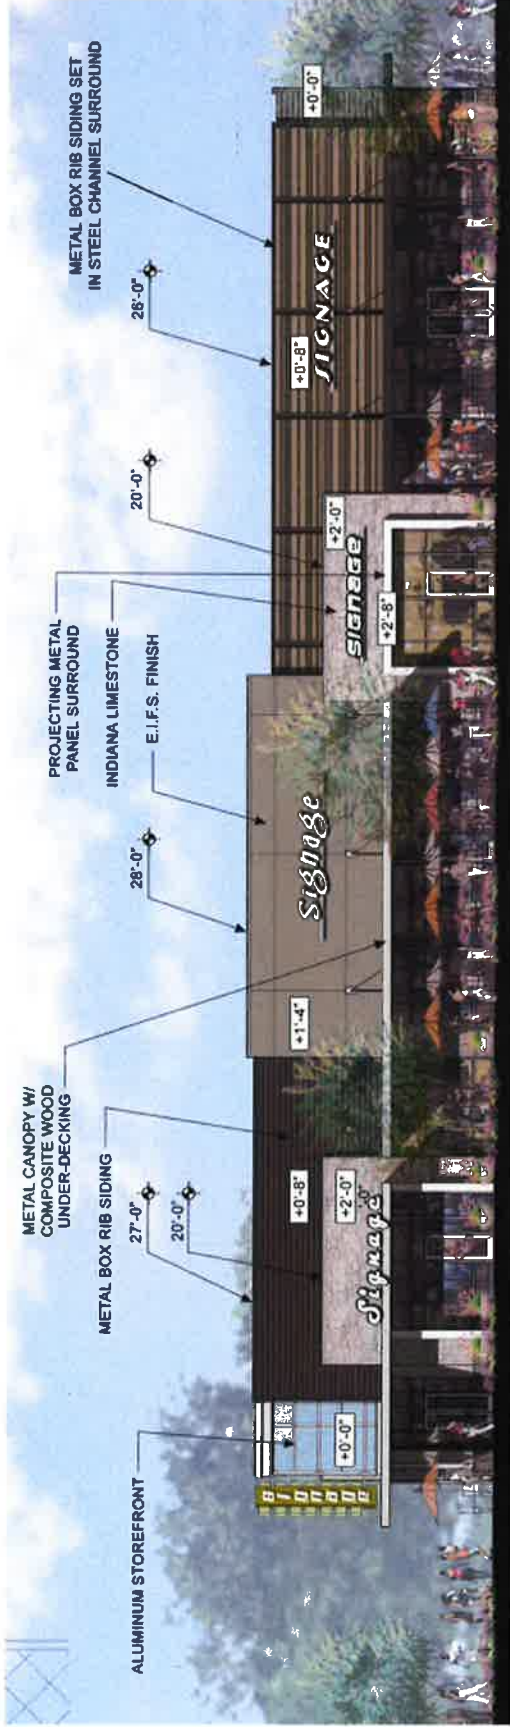 ALUMINUM STOREFRONT
METAL BOX RIB SIDING
METAL CANOPY W/
COMPOSITE WOOD
UNDER-DECKING
27'-0"
20'-0"
28'-0"
E.I.F.S. FINISH
INDIANA LIMESTONE
PROJECTING METAL
PANEL SURROUND
20'-0"
26'-0"
METAL BOX RIB SIDING SET
IN STEEL CHANNEL SURROUND
SIGNAGE
+0'-0"
+0'-8"
+2'-0"
Signage
+1'-4"
Signage
SIGNAGE
+2'-0"
+2'-8"
+0'-8"
SIGNAGE
+0'-0"